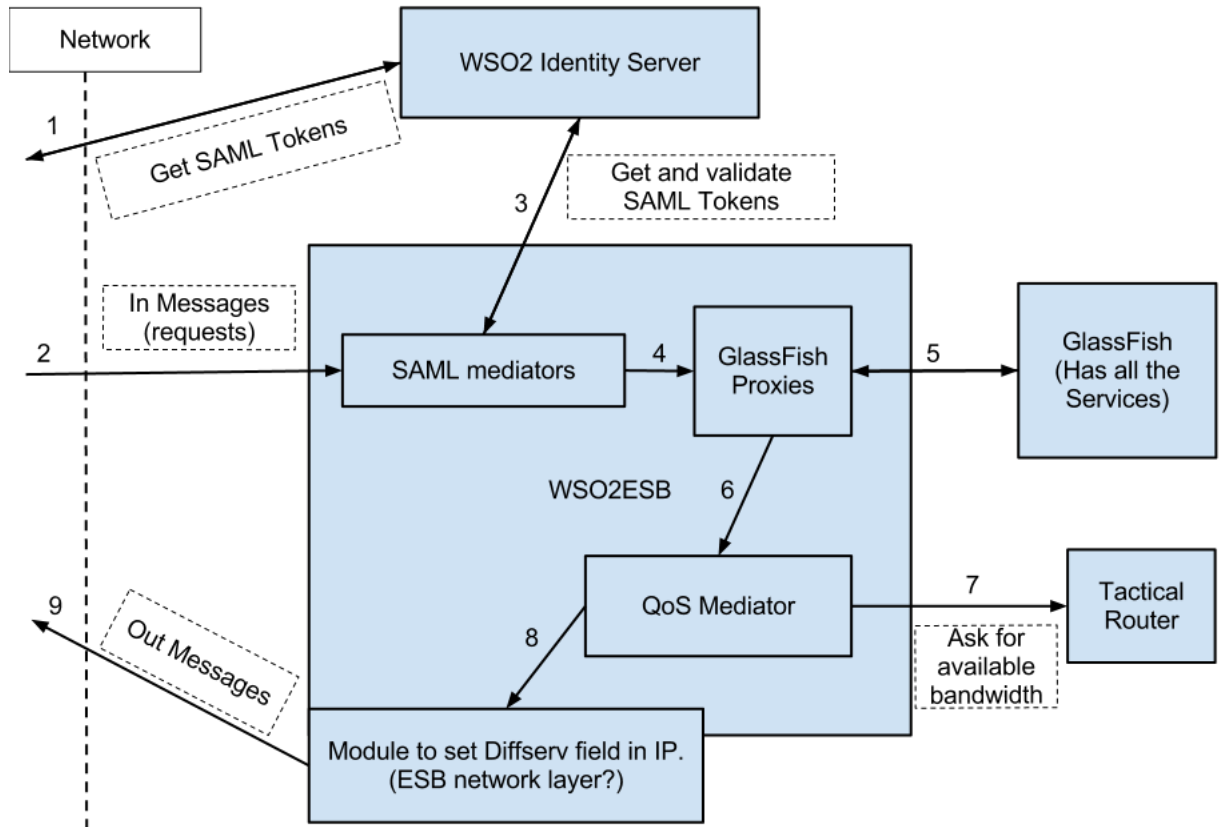 Network
WSO2 Identity Server
1
Get SAML Tokens
3
Get and validate
SAML Tokens
In Messages
(requests)
2
SAML mediators
4
GlassFish
Proxies
5
GlassFish
(Has all the
Services)
WSO2ESB
6
QoS Mediator
7
Tactical
Router
Ask for
available
bandwidth
8
9
Out Messages
Module to set Diffserv field in IP.
(ESB network layer?)